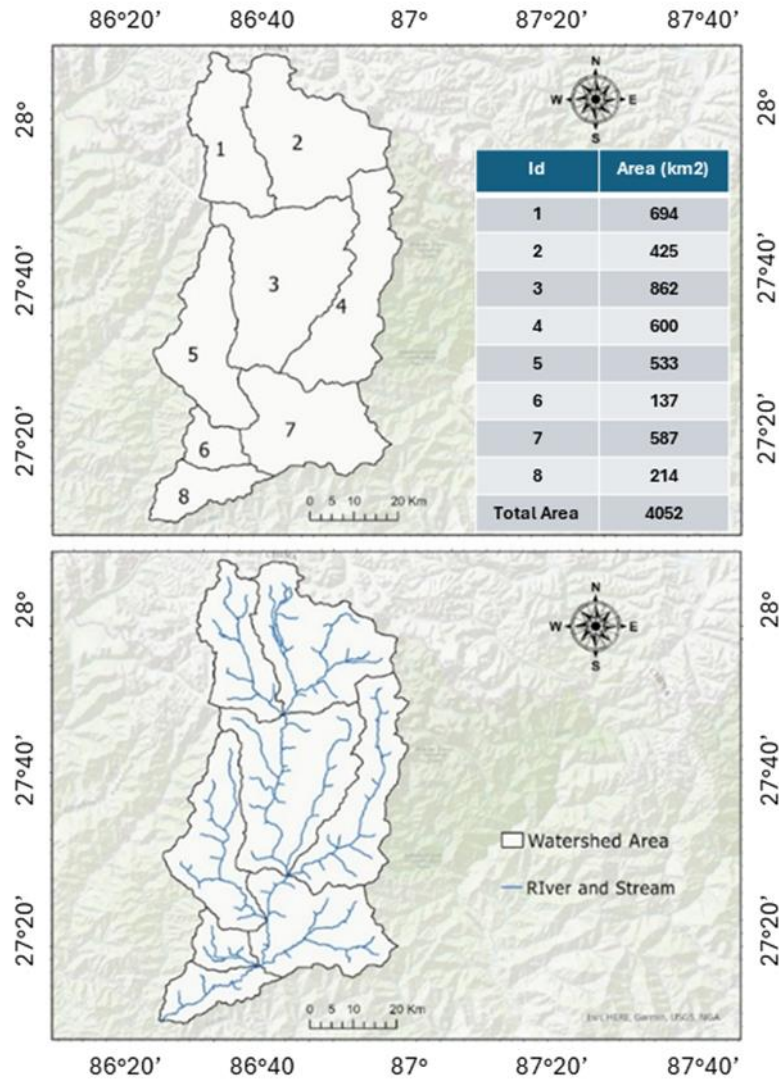 86°20' 86°40' 87° 87°20' 87°40'
N
W E
S
28° 28°
1 2
Id Area (km2)
1 694
2 425
3 862
4 600
5 533
6 137
7 587
8 214
Total Area 4052
27°40' 27°40'
3
4
5
27°20' 27°20'
7
6
8
0 5 10 20 Km
N
W E
S
28° 28°
27°40' 27°40'
Watershed Area
RIver and Stream
27°20' 27°20'
0 5 10 20 Km
Esri, HERE, Garmin, USGS, NGA
86°20' 86°40' 87° 87°20' 87°40'